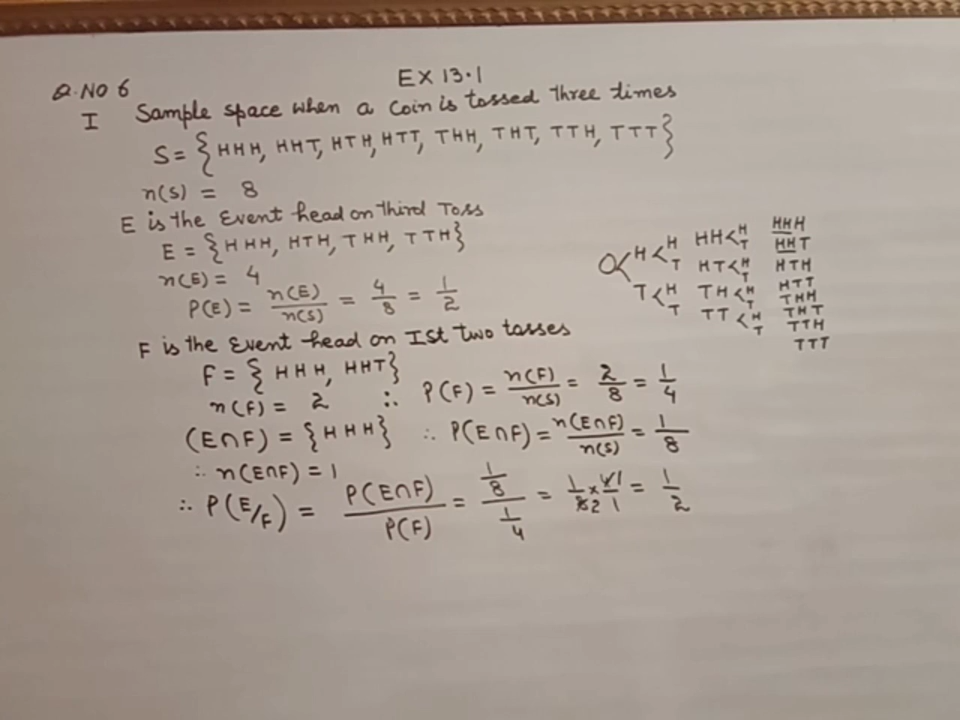 EX 13.1
Q.NO 6
I Sample space when a coin is tossed three times
S = {HHH, HHT, HTH, HTT, THH, THT, TTH, TTT}
n(S) = 8
E is the Event head on third Toss
E = {HHH, HTH, THH, TTH}
n(E) = 4
P(E) = n(E)/n(S) = 4/8 = 1/2
F is the Event head on Ist two tosses
F = {HHH, HHT}
n(F) = 2 ∴ P(F) = n(F)/n(S) = 2/8 = 1/4
(E∩F) = {HHH} ∴ P(E∩F) = n(E∩F)/n(S) = 1/8
∴ n(E∩F) = 1
∴ P(E/F) = P(E∩F)/P(F) = (1/8)/(1/4) = 1/8 2 × 4 1/1 = 1/2
H < H T HH < H T HHH
HHT
HT < H T HTH
HTT
T < H T TH < H T THH
THT
TT < H T TTH
TTT